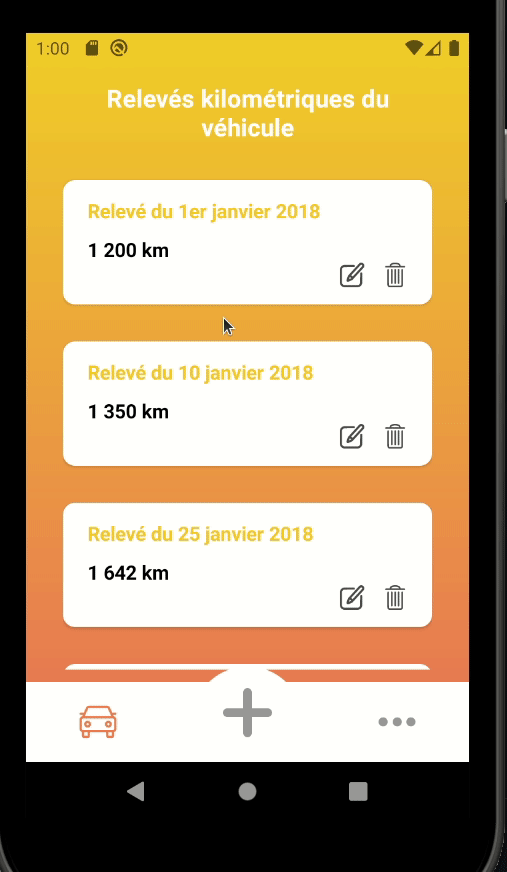 1:00
Relevés kilométriques du
véhicule
Relevé du 1er janvier 2018
1 200 km
Relevé du 10 janvier 2018
1 350 km
Relevé du 25 janvier 2018
1 642 km